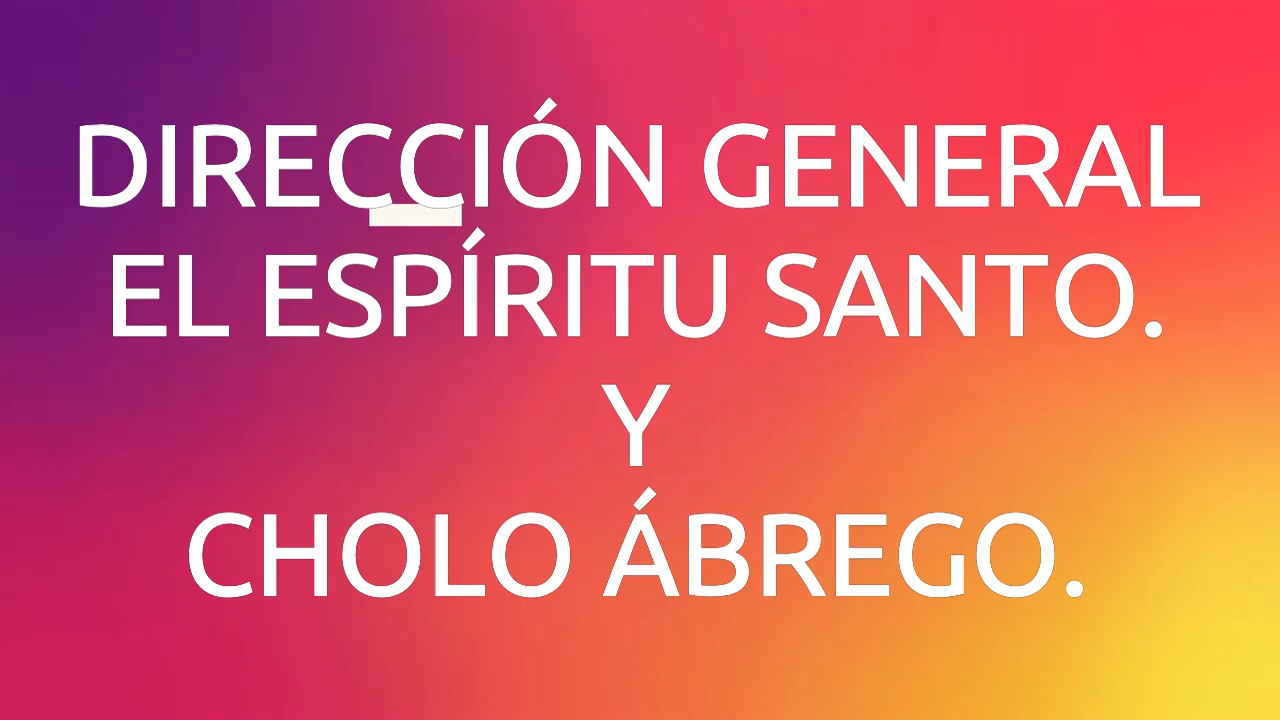 DIRECCIÓN GENERAL
EL ESPÍRITU SANTO.
Y
CHOLO ÁBREGO.